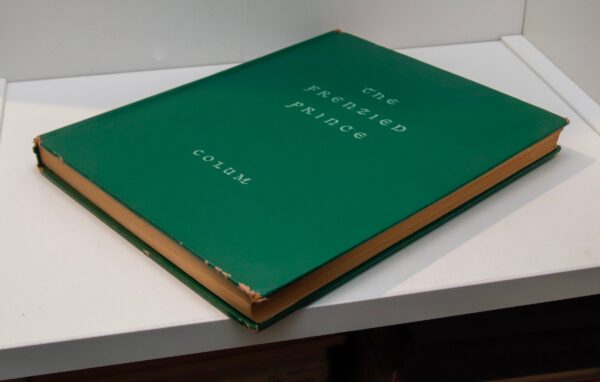 THE
FRENZIED
PRINCE
COLUM